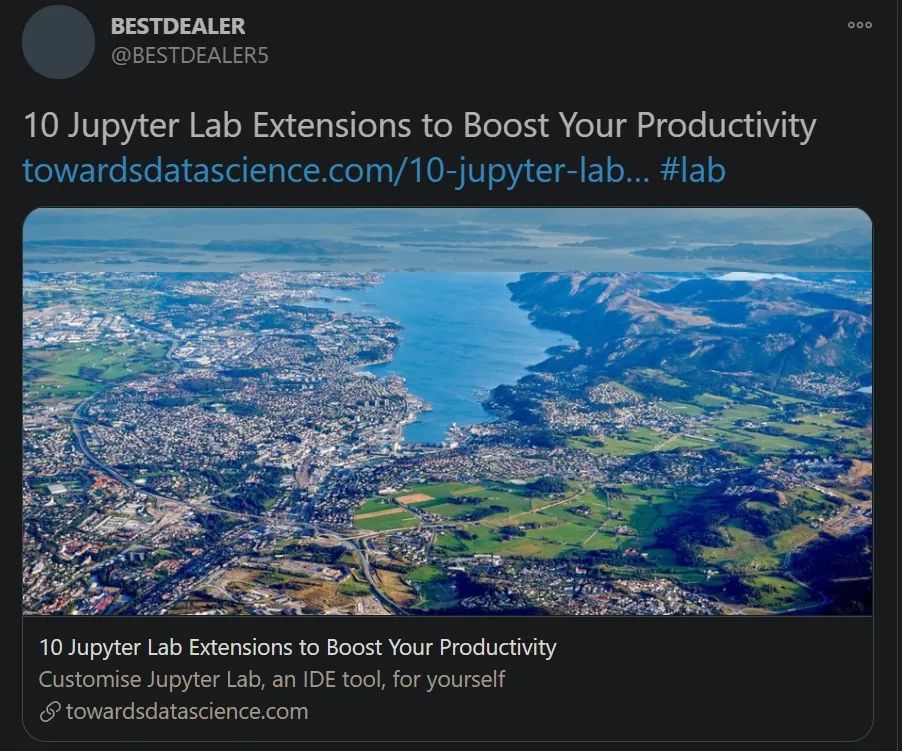 BESTDEALER
@BESTDEALER5
10 Jupyter Lab Extensions to Boost Your Productivity
towardsdatascience.com/10-jupyter-lab... #lab
10 Jupyter Lab Extensions to Boost Your Productivity
Customise Jupyter Lab, an IDE tool, for yourself
towardsdatascience.com